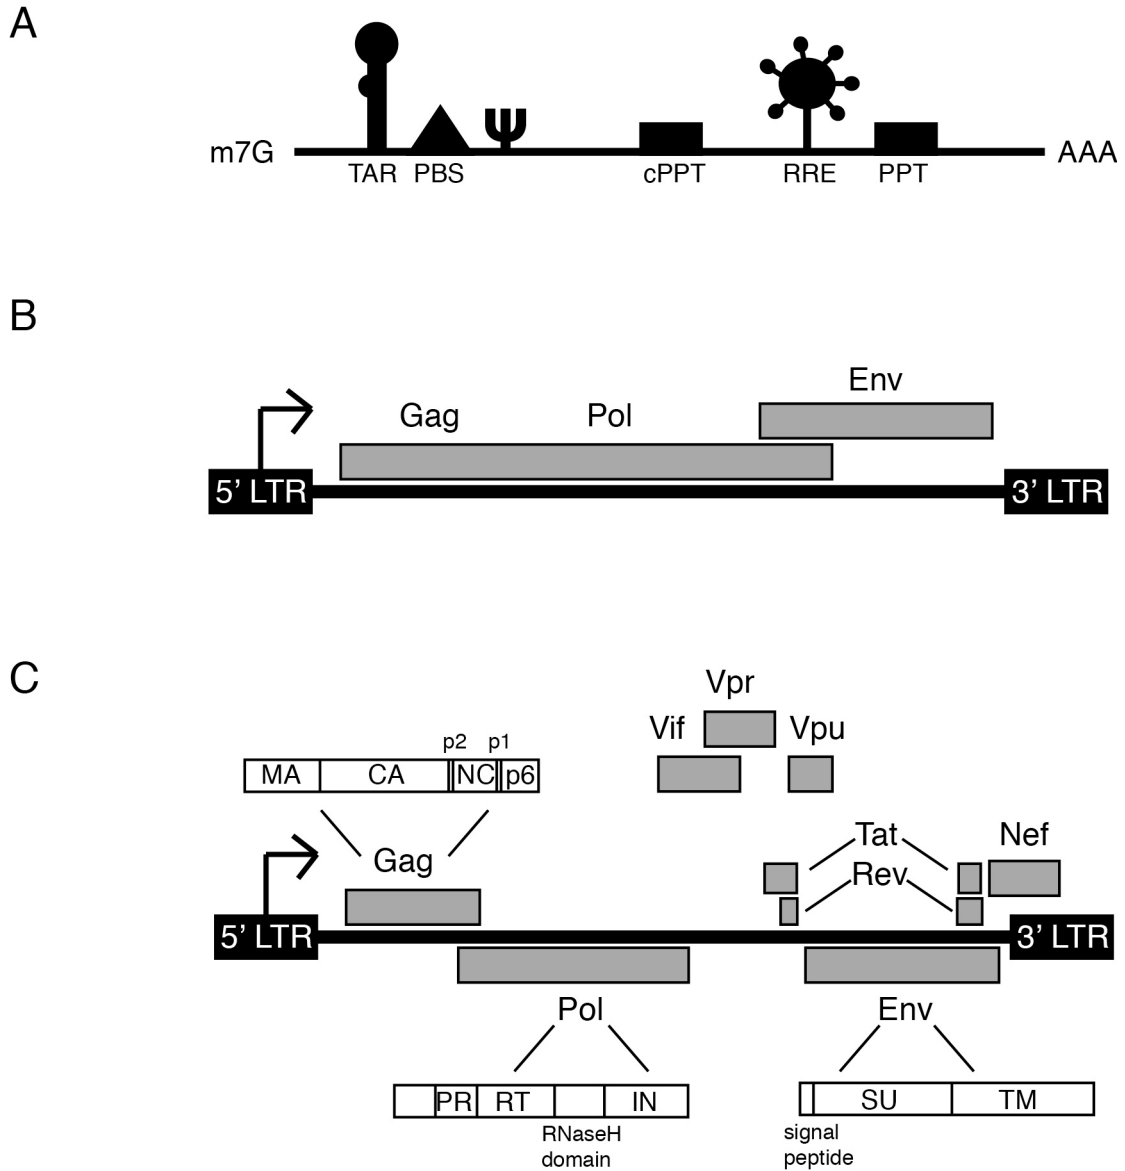 A
Ψ
m7G
AAA
TAR PBS cPPT RRE PPT
B
Env
Gag Pol
5’ LTR 3’ LTR
C
Vpr
Vif Vpu
p2 p1
MA CA NC p6
Tat Nef
Gag Rev
5’ LTR 3’ LTR
Pol Env
PR RT IN SU TM
RNaseH
domain
signal
peptide